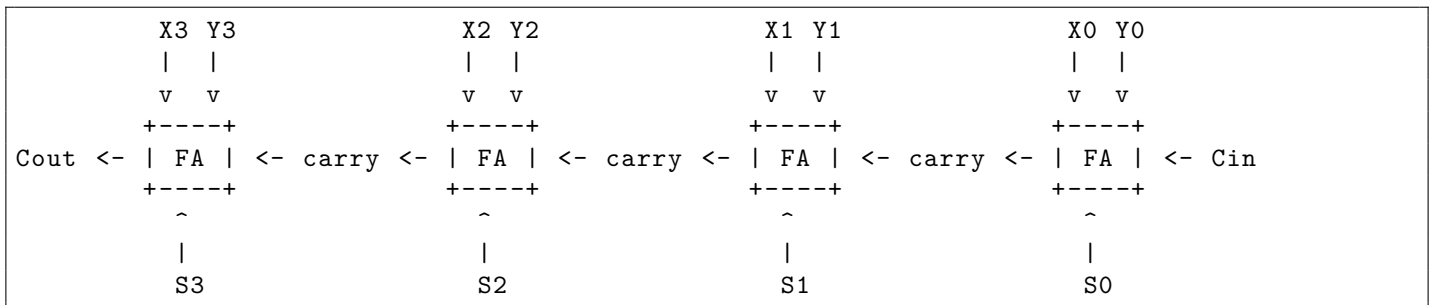 X3 Y3 X2 Y2 X1 Y1 X0 Y0
| | | | | | | |
v v v v v v v v
+----+ +----+ +----+ +----+
Cout <- | FA | <- carry <- | FA | <- carry <- | FA | <- carry <- | FA | <- Cin
+----+ +----+ +----+ +----+
^ ^ ^ ^
| | | |
S3 S2 S1 S0